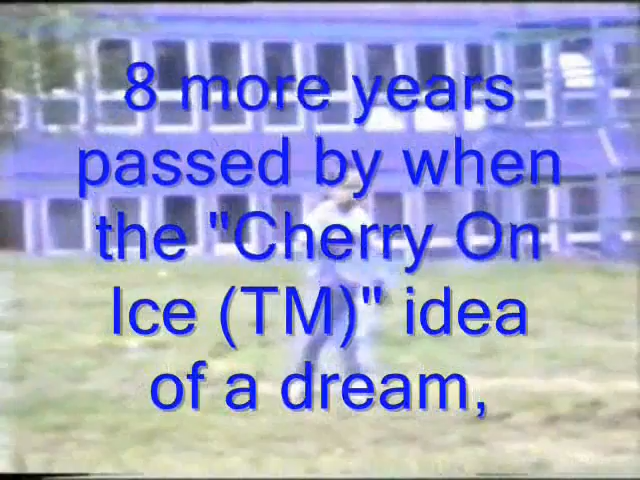 8 more years
passed by when
the "Cherry On
Ice (TM)" idea
of a dream,